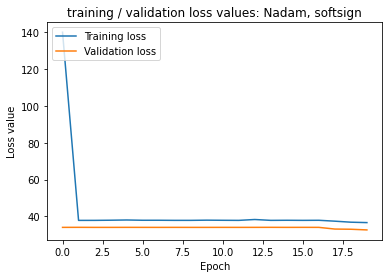 training / validation loss values: Nadam, softsign
Training loss
Validation loss
Loss value
140
120
100
80
60
40
0.0 2.5 5.0 7.5 10.0 12.5 15.0 17.5
Epoch